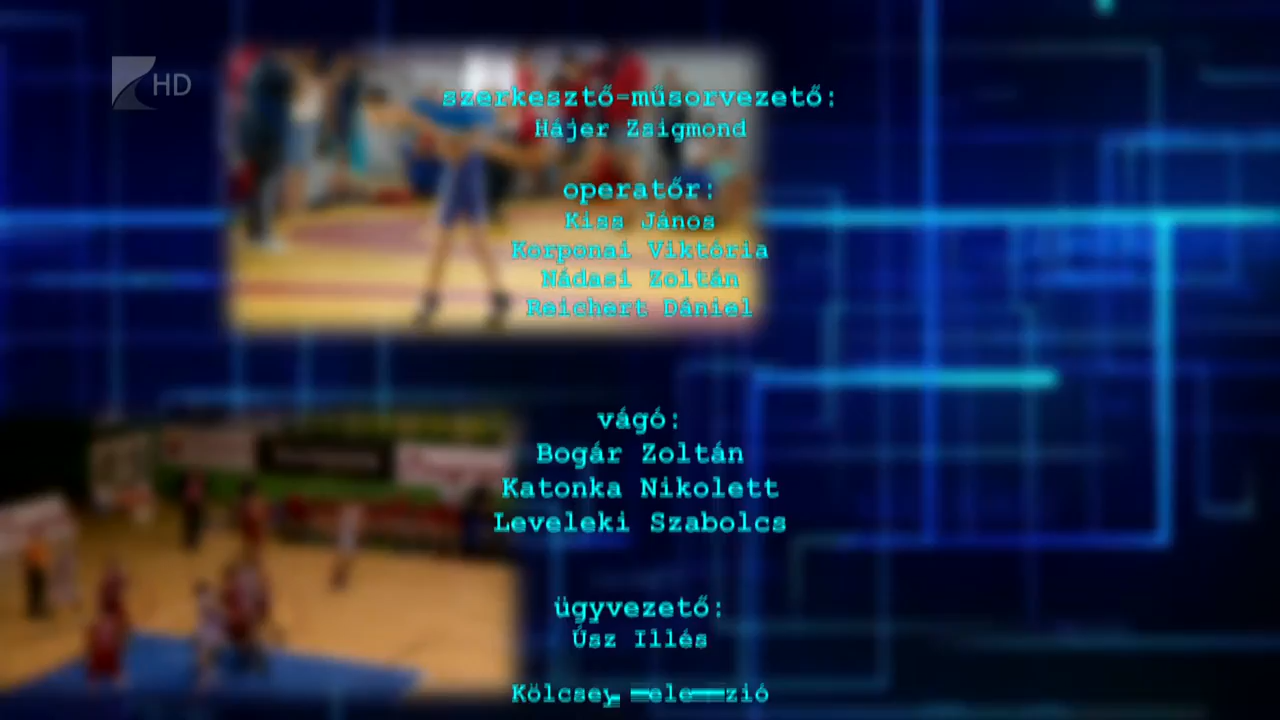 HD
szerkesztő-műsorvezető:
Hájer Zsigmond
operatőr:
Kiss János
Korponai Viktória
Nádasi Zoltán
Reichert Dániel
vágó:
Bogár Zoltán
Katonka Nikolett
Leveleki Szabolcs
ügyvezető:
Úsz Illés
Kölcsey